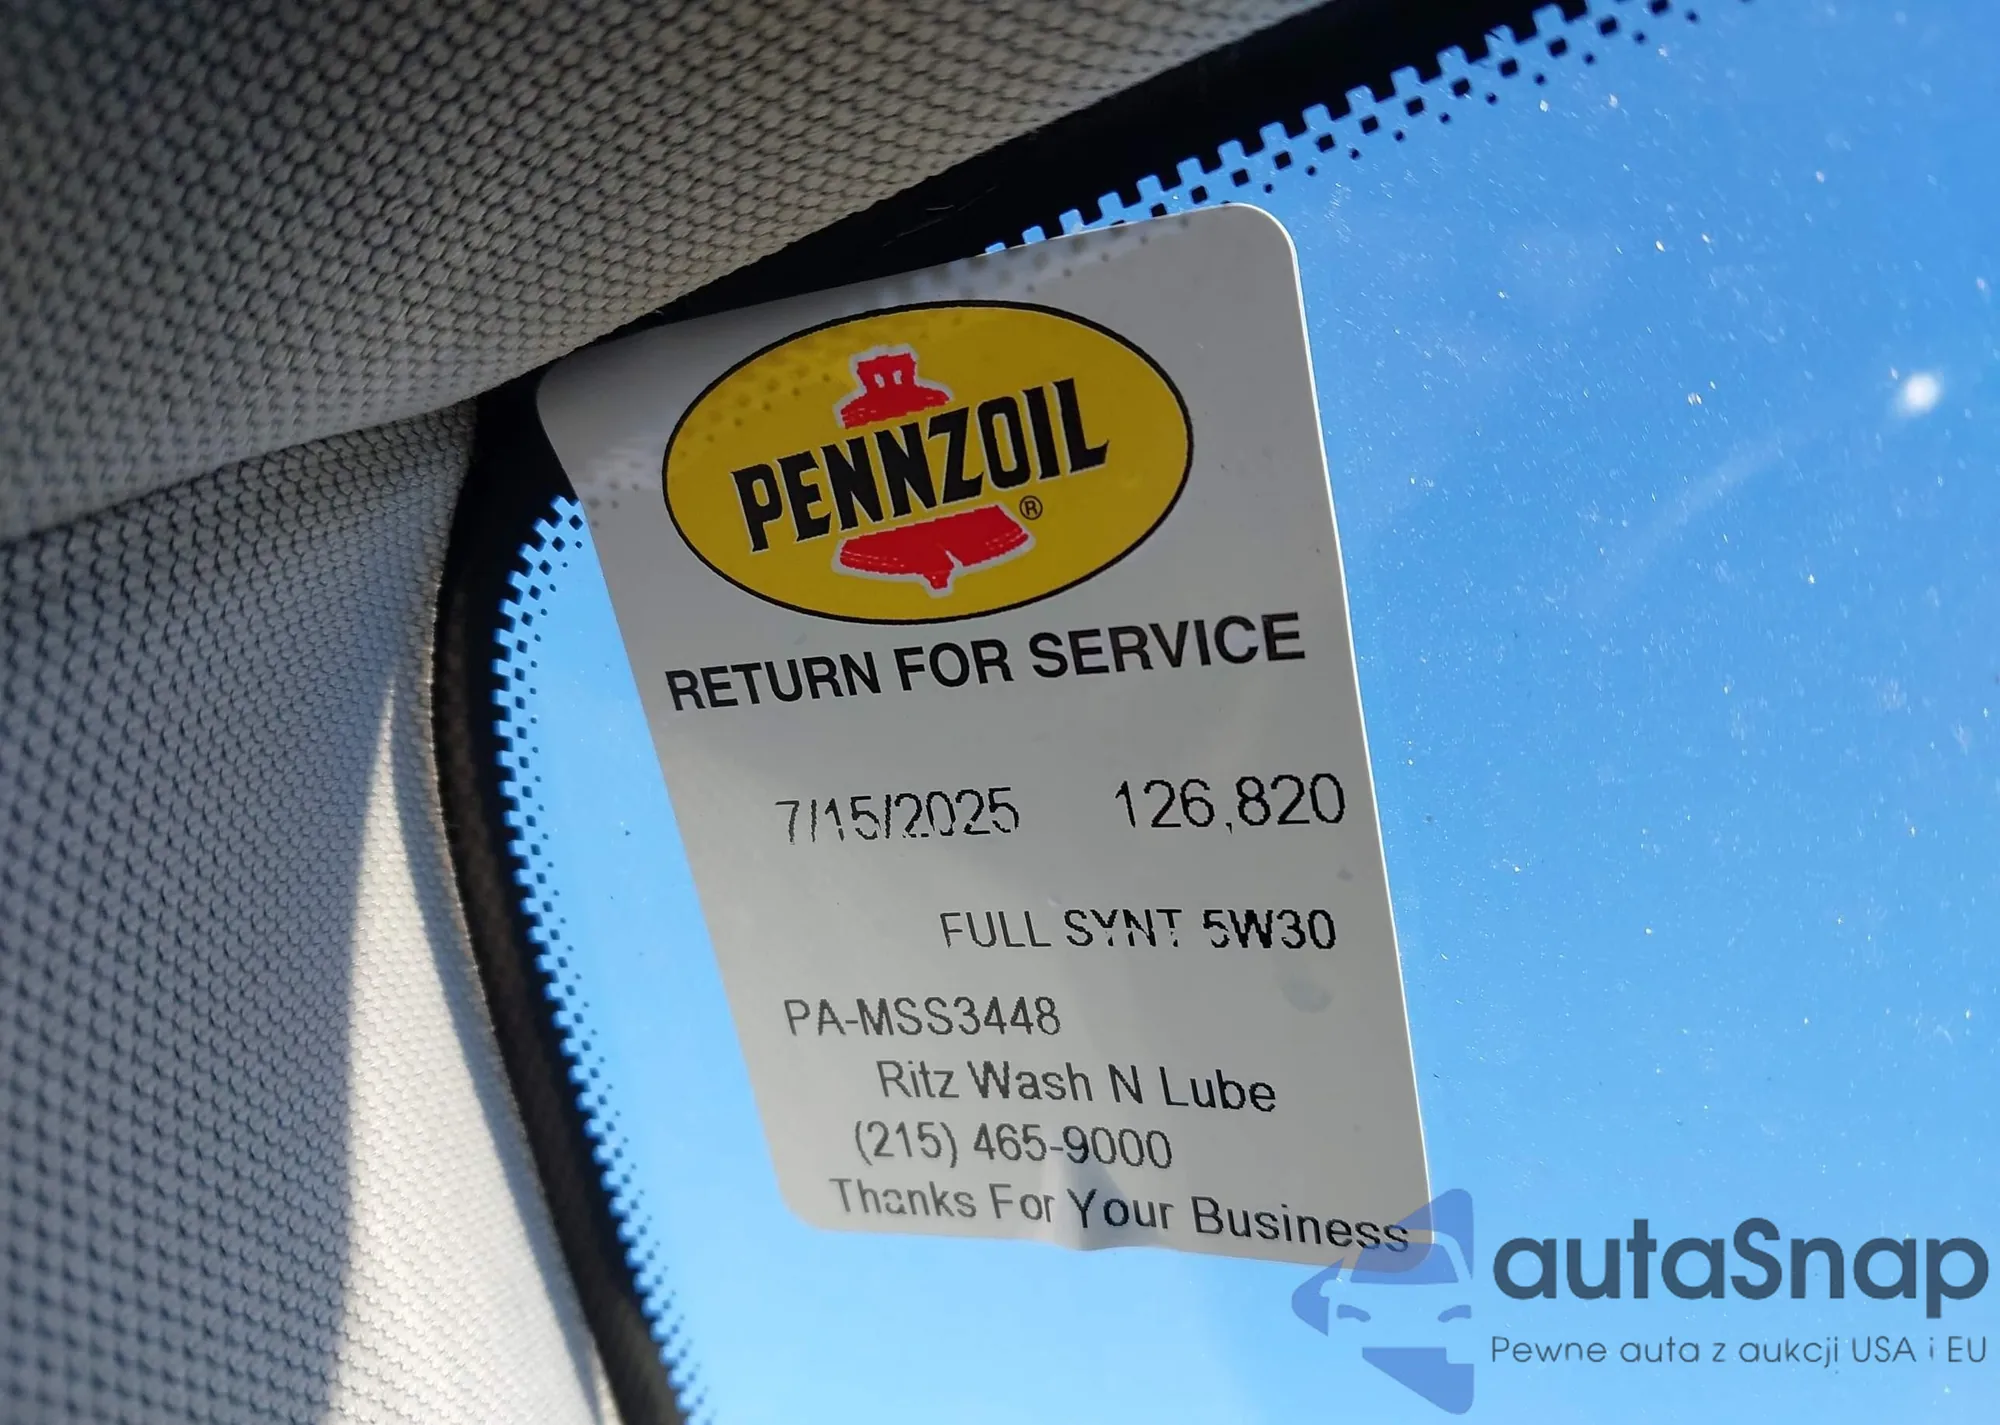 PENNZOIL®
RETURN FOR SERVICE
7/15/2025 126,820
FULL SYNT 5W30
PA-MSS3448
Ritz Wash N Lube
(215) 465-9000
Thanks For Your Business
autaSnap
Pewne auta z aukcji USA i EU